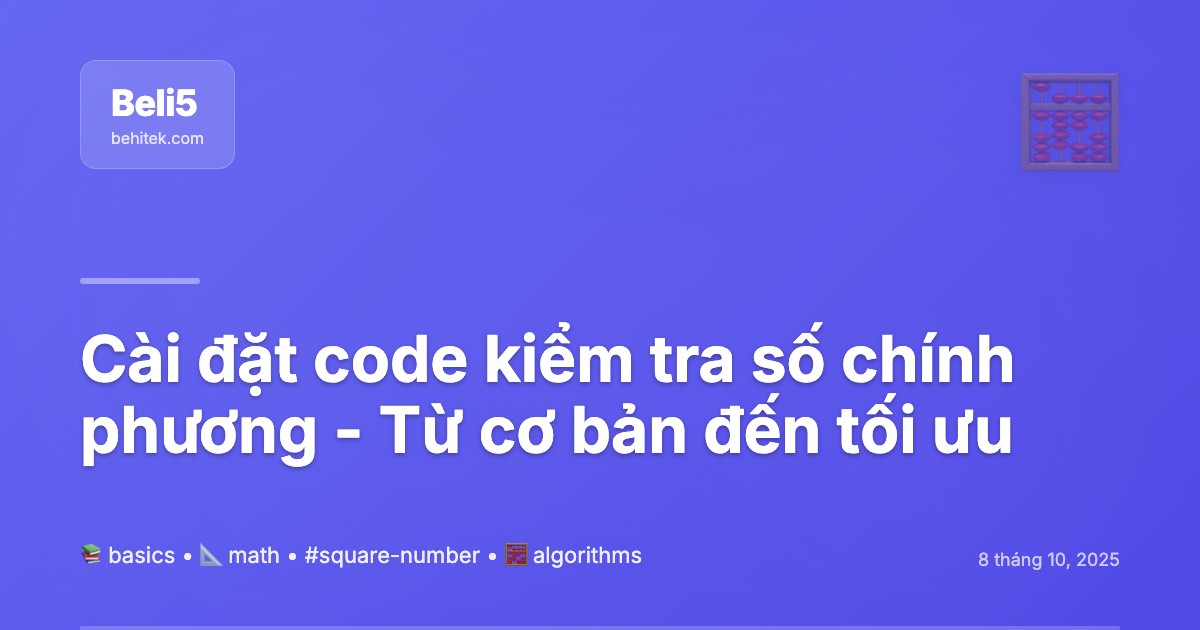 Beli5
behitek.com
Cài đặt code kiểm tra số chính
phương - Từ cơ bản đến tối ưu
basics • math • #square-number • algorithms
8 tháng 10, 2025